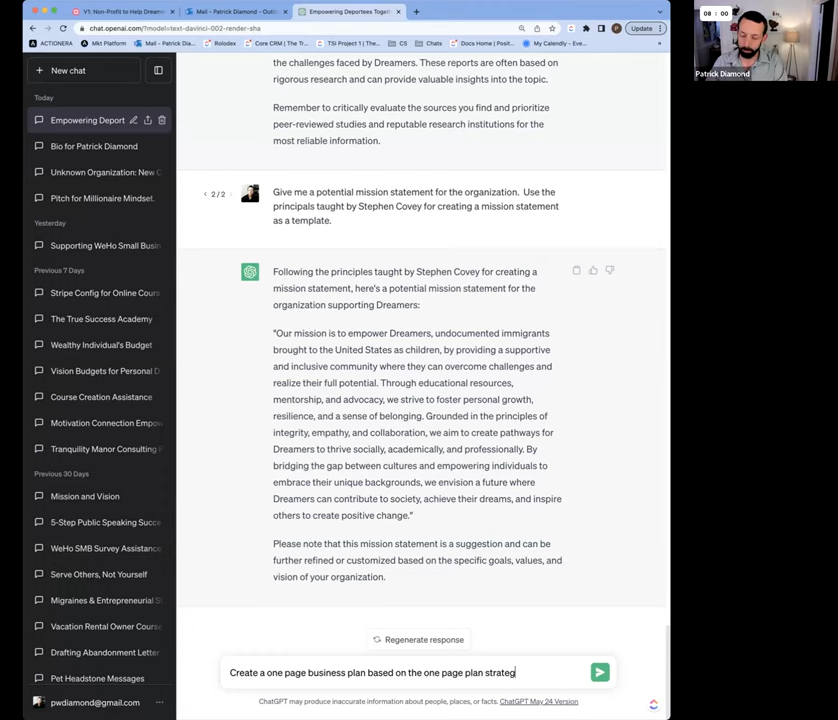 V1: Non-Profit to Help Dreame
Mail - Patrick Diamond - Outlo
Empowering Deportees Togeth
chat.openai.com/?model=text-davinci-002-render-sha
Update
ACTIONERA
Mkt Platform
Mail - Patrick Dia...
Rolodex
Core CRM | The Tr...
TSI Project 1 | The...
CS
Chats
Docs Home | Posit...
My Calendly - Eve...
08 : 00
Patrick Diamond
+ New chat
Today
Empowering Deport
Bio for Patrick Diamond
Unknown Organization: New C
Pitch for Millionaire Mindset.
Yesterday
Supporting WeHo Small Busin
Previous 7 Days
Stripe Config for Online Cours
The True Success Academy
Wealthy Individual's Budget
Vision Budgets for Personal D
Course Creation Assistance
Motivation Connection Empow
Tranquility Manor Consulting F
Previous 30 Days
Mission and Vision
5-Step Public Speaking Succe
WeHo SMB Survey Assistance
Serve Others, Not Yourself
Migraines & Entrepreneurial S
Vacation Rental Owner Course
Drafting Abandonment Letter
Pet Headstone Messages
pwdiamond@gmail.com
the challenges faced by Dreamers. These reports are often based on
rigorous research and can provide valuable insights into the topic.
Remember to critically evaluate the sources you find and prioritize
peer-reviewed studies and reputable research institutions for the
most reliable information.
< 2/2 >
Give me a potential mission statement for the organization. Use the
principals taught by Stephen Covey for creating a mission statement
as a template.
Following the principles taught by Stephen Covey for creating a
mission statement, here's a potential mission statement for the
organization supporting Dreamers:
"Our mission is to empower Dreamers, undocumented immigrants
brought to the United States as children, by providing a supportive
and inclusive community where they can overcome challenges and
realize their full potential. Through educational resources,
mentorship, and advocacy, we strive to foster personal growth,
resilience, and a sense of belonging. Grounded in the principles of
integrity, empathy, and collaboration, we aim to create pathways for
Dreamers to thrive socially, academically, and professionally. By
bridging the gap between cultures and empowering individuals to
embrace their unique backgrounds, we envision a future where
Dreamers can contribute to society, achieve their dreams, and inspire
others to create positive change."
Please note that this mission statement is a suggestion and can be
further refined or customized based on the specific goals, values, and
vision of your organization.
Regenerate response
Create a one page business plan based on the one page plan strateg
ChatGPT may produce inaccurate information about people, places, or facts. ChatGPT May 24 Version